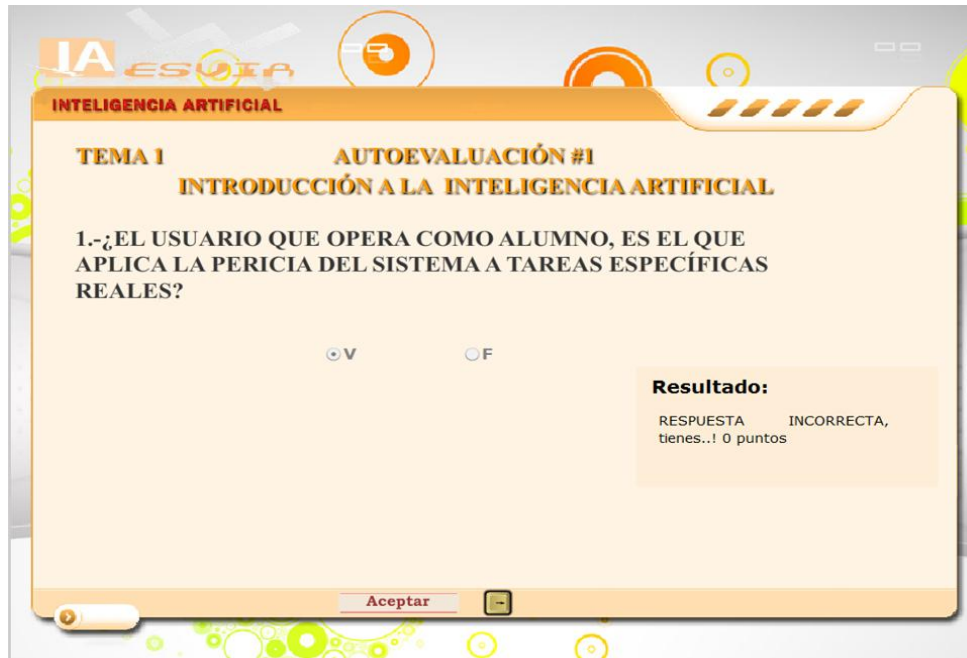 IA ESVIA
INTELIGENCIA ARTIFICIAL
TEMA 1 AUTOEVALUACIÓN #1
INTRODUCCIÓN A LA INTELIGENCIA ARTIFICIAL
1.-¿EL USUARIO QUE OPERA COMO ALUMNO, ES EL QUE
APLICA LA PERICIA DEL SISTEMA A TAREAS ESPECÍFICAS
REALES?
V F
Resultado:
RESPUESTA INCORRECTA,
tienes..! 0 puntos
Aceptar